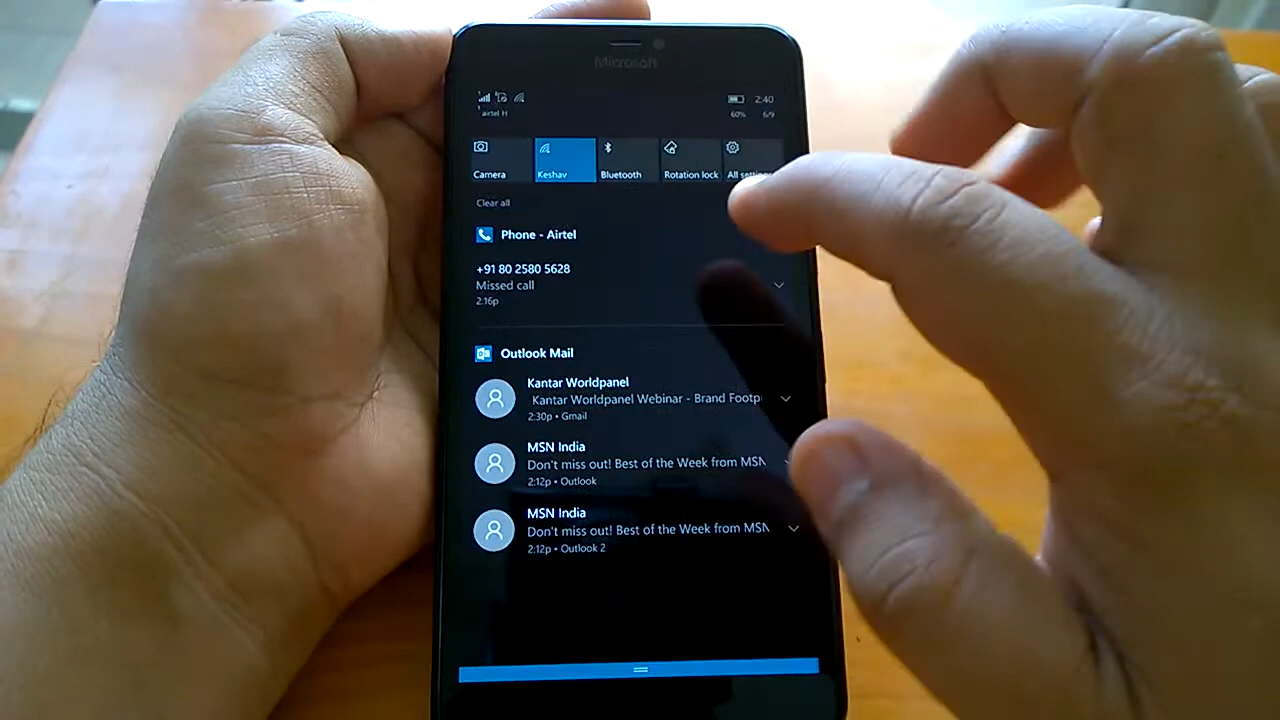 Microsoft
airtel H
2:40
60% 6/9
Camera Keshav Bluetooth Rotation lock All settings
Clear all
Phone - Airtel
+91 80 2580 5628
Missed call
2:16p
Outlook Mail
Kantar Worldpanel
Kantar Worldpanel Webinar - Brand Footp
2:30p • Gmail
MSN India
Don't miss out! Best of the Week from MSN
2:12p • Outlook
MSN India
Don't miss out! Best of the Week from MSN
2:12p • Outlook 2